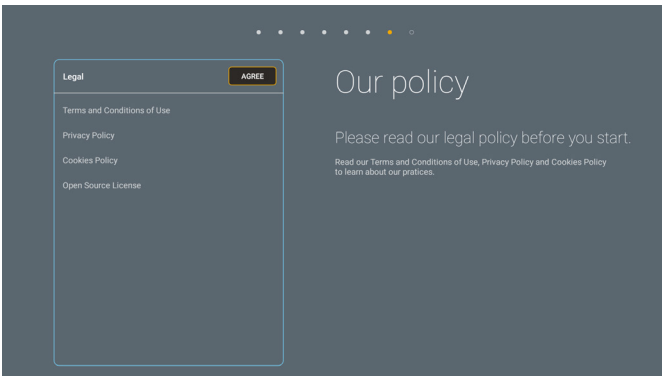 Legal
AGREE
Terms and Conditions of Use
Privacy Policy
Cookies Policy
Open Source License
Our policy
Please read our legal policy before you start.
Read our Terms and Conditions of Use, Privacy Policy and Cookies Policy
to learn about our pratices.